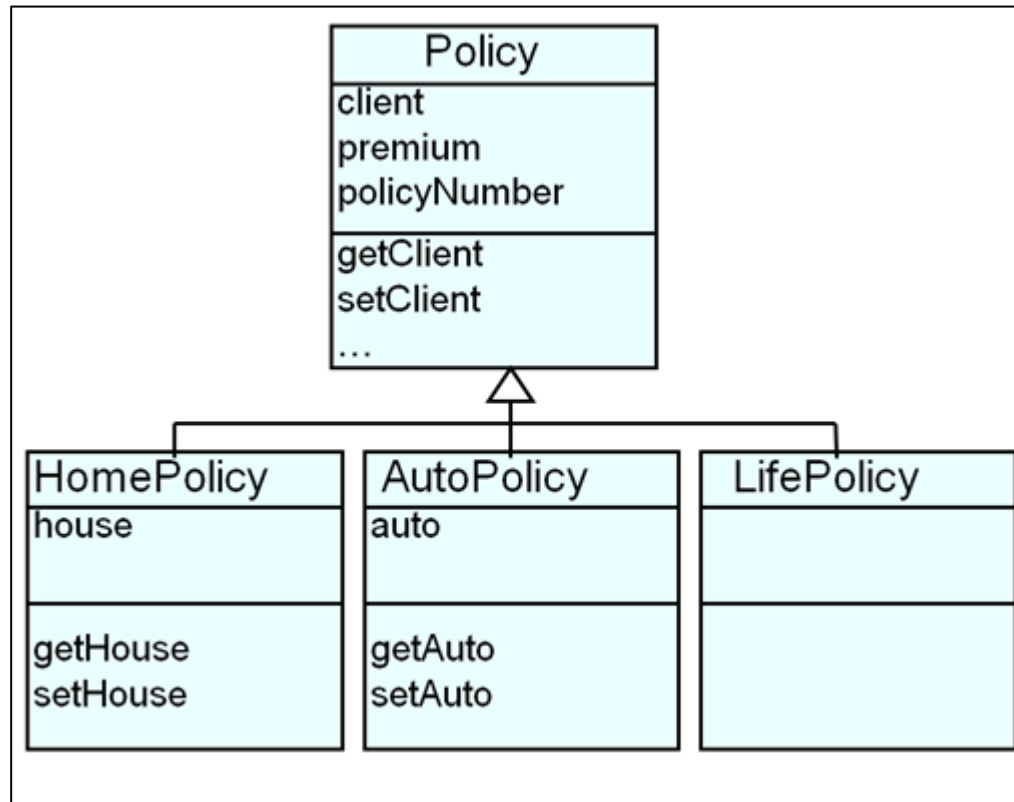 Policy
client
premium
policyNumber
getClient
setClient
...
HomePolicy
house
getHouse
setHouse
AutoPolicy
auto
getAuto
setAuto
LifePolicy